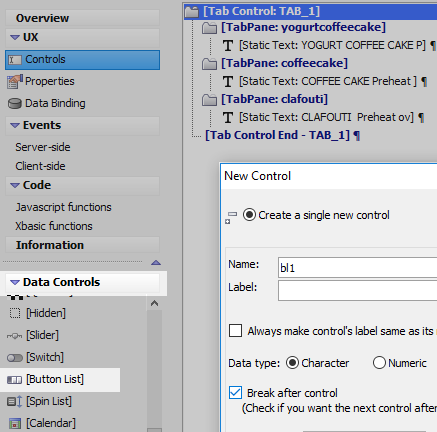 Overview
UX
Controls
Properties
Data Binding
Events
Server-side
Client-side
Code
Javascript functions
Xbasic functions
Information
Data Controls
[Hidden]
[Slider]
[Switch]
[Button List]
[Spin List]
[Calendar]
[Tab Control: TAB_1]
[TabPane: yogurtcoffeecake]
T [Static Text: YOGURT COFFEE CAKE P] ¶
[TabPane: coffeecake]
T [Static Text: COFFEE CAKE Preheat ] ¶
[TabPane: clafouti]
T [Static Text: CLAFOUTI Preheat ov] ¶
[Tab Control End - TAB_1] ¶
New Control
Create a single new control
Name: bl1
Label:
Always make control's label same as its
Data type: Character Numeric
Break after control
(Check if you want the next control after